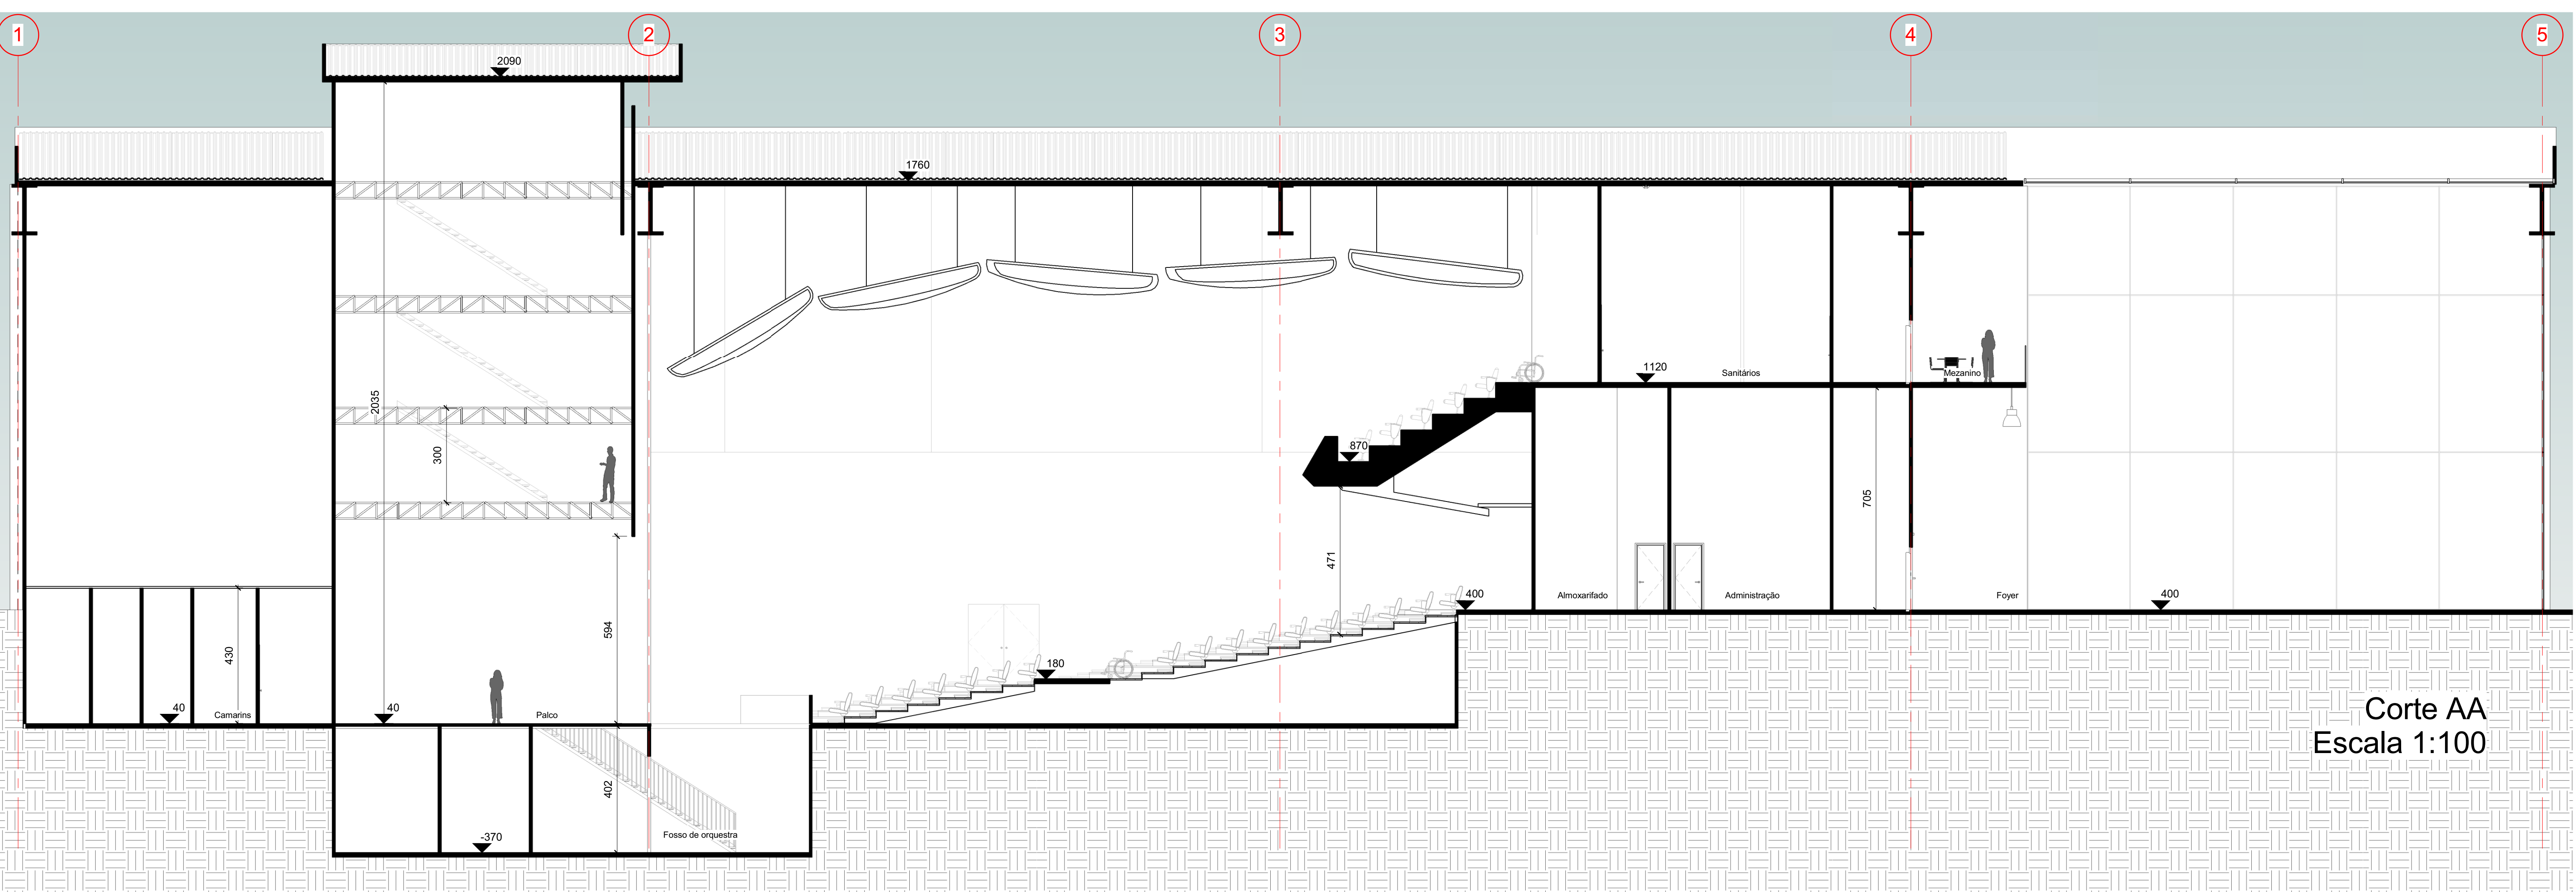 1
2
3
4
5
2090
1760
2035
300
1120
Sanitários
Mezanino
870
705
471
594
430
400
Almoxarifado
Administração
Foyer
400
180
40
Camarins
40
Palco
402
-370
Fosso de orquestra
Corte AA
Escala 1:100